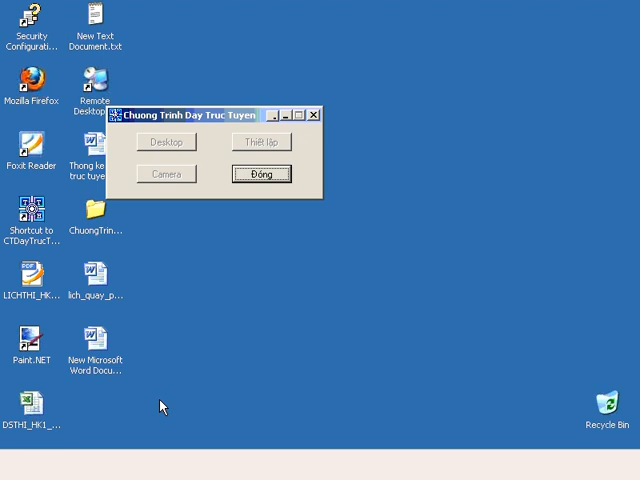 Security
Configurati...
New Text
Document.txt
Mozilla Firefox
Remote
Desktop
Chuong Trinh Day Truc Tuyen
Desktop
Thiết lập
Camera
Đóng
Foxit Reader
Thong ke
truc tuye
Shortcut to
CTDayTrucT...
ChuongTrin...
LICHTHI_HK...
lich_quay_p...
Paint.NET
New Microsoft
Word Docu...
DSTHI_HK1_...
Recycle Bin